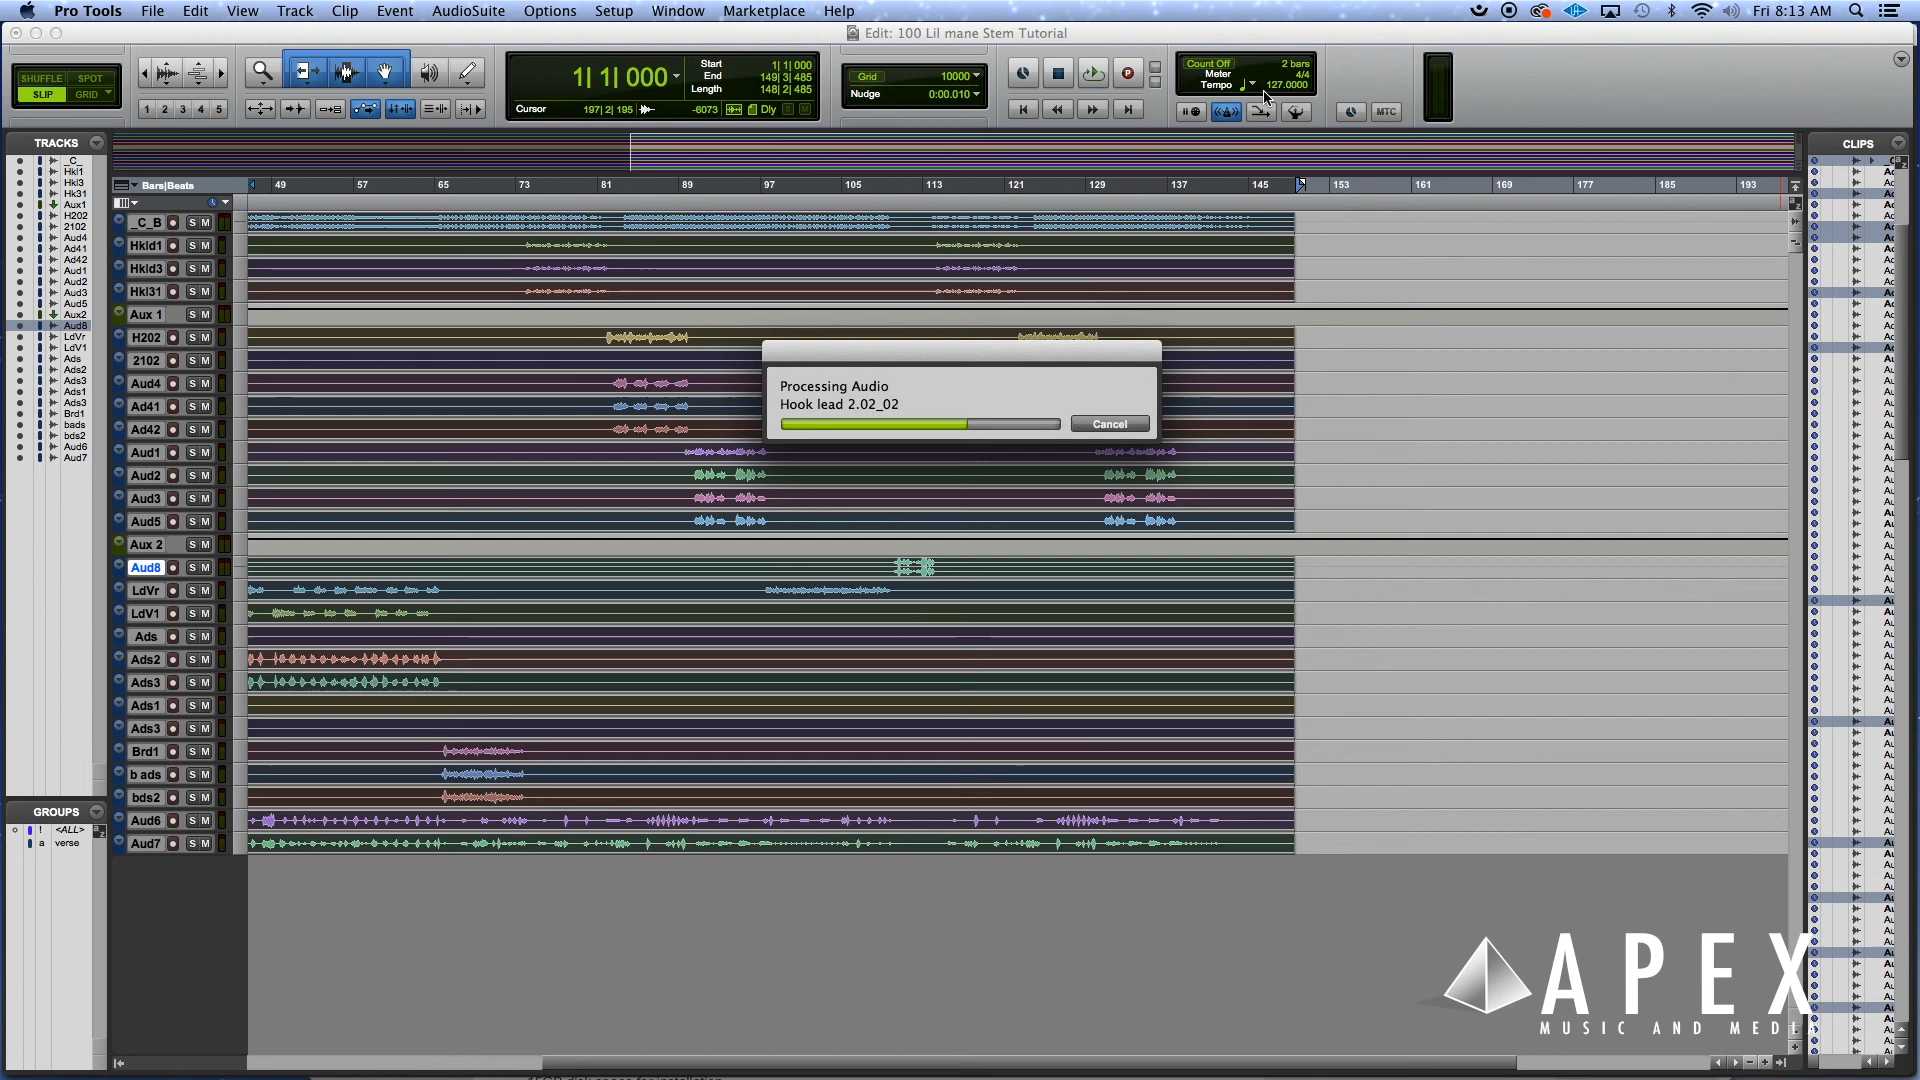 Pro Tools File Edit View Track Clip Event AudioSuite Options Setup Window Marketplace Help Fri 8:13 AM
Edit: 100 Lil mane Stem Tutorial
SHUFFLE SPOT
SLIP GRID
1 2 3 4 5
1| 1| 000
Start 1| 1| 000
End 149| 3| 485
Length 148| 2| 485
Cursor 197| 2| 195 -6073 Dly S M
Grid 10000
Nudge 0:00.010
Count Off 2 bars
Meter 4/4
Tempo 127.0000
MTC
TRACKS
_C_
Hkl1
Hkl3
Hk31
Aux1
H202
2102
Aud4
Ad41
Ad42
Aud1
Aud2
Aud3
Aud5
Aux2
Aud8
LdVr
LdV1
Ads
Ads2
Ads3
Ads1
Ads3
Brd1
bads
bds2
Aud6
Aud7
GROUPS
! <ALL>
a verse
Bars|Beats 49 57 65 73 81 89 97 105 113 121 129 137 145 153 161 169 177 185 193
_C_B S M
Hkld1 S M
Hkld3 S M
Hkl31 S M
Aux 1 S M
H202 S M
2102 S M
Aud4 S M
Ad41 S M
Ad42 S M
Aud1 S M
Aud2 S M
Aud3 S M
Aud5 S M
Aux 2 S M
Aud8 S M
LdVr S M
LdV1 S M
Ads S M
Ads2 S M
Ads3 S M
Ads1 S M
Ads3 S M
Brd1 S M
b ads S M
bds2 S M
Aud6 S M
Aud7 S M
Processing Audio
Hook lead 2.02_02
Cancel
CLIPS
APEX
MUSIC AND MEDIA